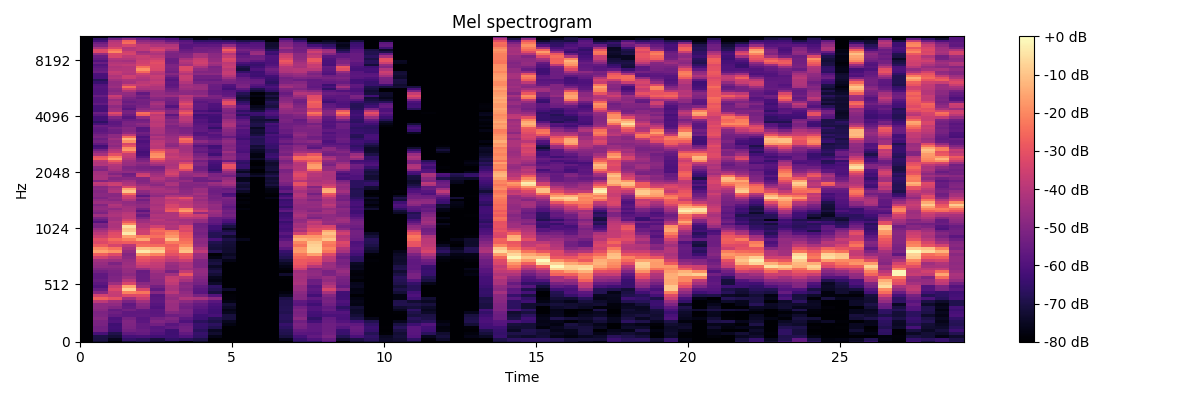 Mel spectrogram
Hz
8192
4096
2048
1024
512
0
0 5 10 15 20 25
Time
+0 dB
-10 dB
-20 dB
-30 dB
-40 dB
-50 dB
-60 dB
-70 dB
-80 dB